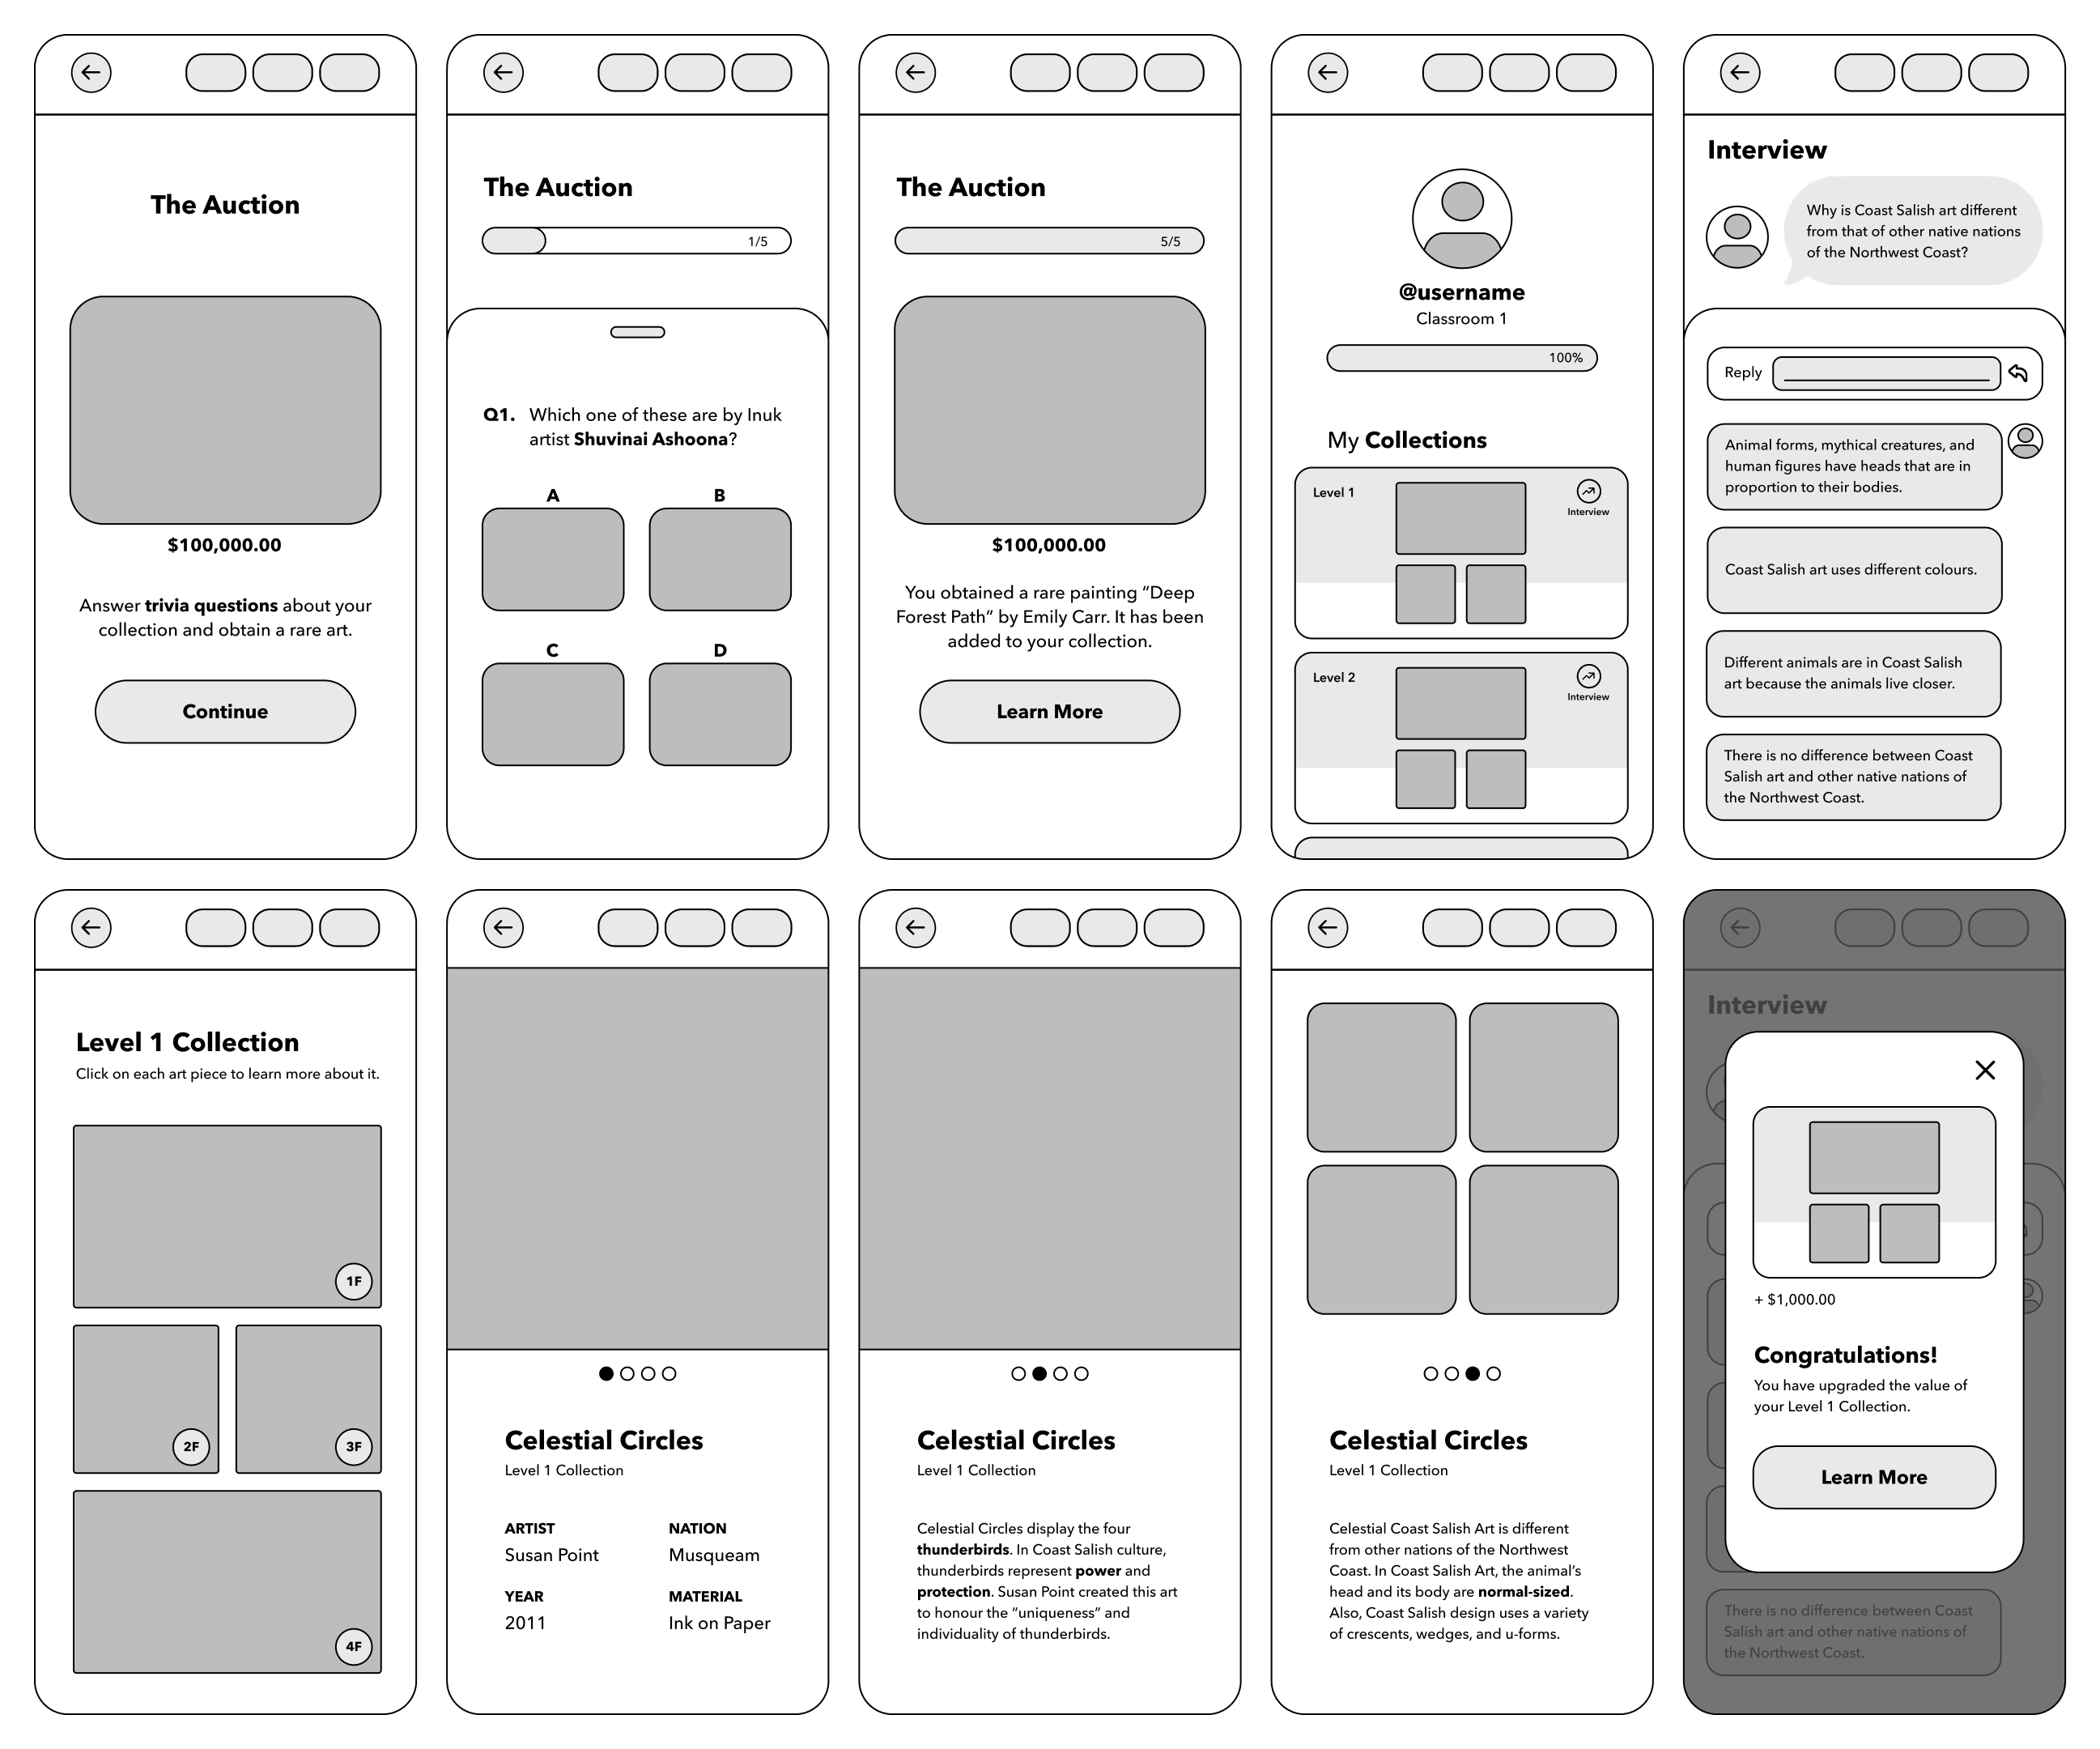 The Auction
$100,000.00
Answer trivia questions about your
collection and obtain a rare art.
Continue
The Auction
1/5
Q1. Which one of these are by Inuk
artist Shuvinai Ashoona?
A B
C D
The Auction
5/5
$100,000.00
You obtained a rare painting “Deep
Forest Path” by Emily Carr. It has been
added to your collection.
Learn More
@username
Classroom 1
100%
My Collections
Level 1
Interview
Level 2
Interview
Interview
Why is Coast Salish art different
from that of other native nations
of the Northwest Coast?
Reply
Animal forms, mythical creatures, and
human figures have heads that are in
proportion to their bodies.
Coast Salish art uses different colours.
Different animals are in Coast Salish
art because the animals live closer.
There is no difference between Coast
Salish art and other native nations of
the Northwest Coast.
Level 1 Collection
Click on each art piece to learn more about it.
1F
2F 3F
4F
Celestial Circles
Level 1 Collection
ARTIST NATION
Susan Point Musqueam
YEAR MATERIAL
2011 Ink on Paper
Celestial Circles
Level 1 Collection
Celestial Circles display the four
thunderbirds. In Coast Salish culture,
thunderbirds represent power and
protection. Susan Point created this art
to honour the “uniqueness” and
individuality of thunderbirds.
Celestial Circles
Level 1 Collection
Celestial Coast Salish Art is different
from other nations of the Northwest
Coast. In Coast Salish Art, the animal’s
head and its body are normal-sized.
Also, Coast Salish design uses a variety
of crescents, wedges, and u-forms.
Interview
+ $1,000.00
Congratulations!
You have upgraded the value of
your Level 1 Collection.
Learn More
There is no difference between Coast
Salish art and other native nations of
the Northwest Coast.